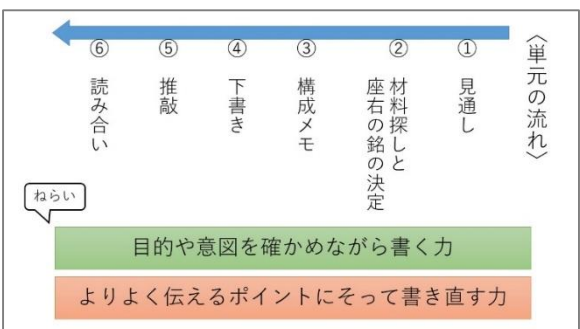 〈単元の流れ〉
①
見通し
②
材料探しと
座右の銘の決定
③
構成メモ
④
下書き
⑤
推敲
⑥
読み合い
ねらい
目的や意図を確かめながら書く力
よりよく伝えるポイントにそって書き直す力